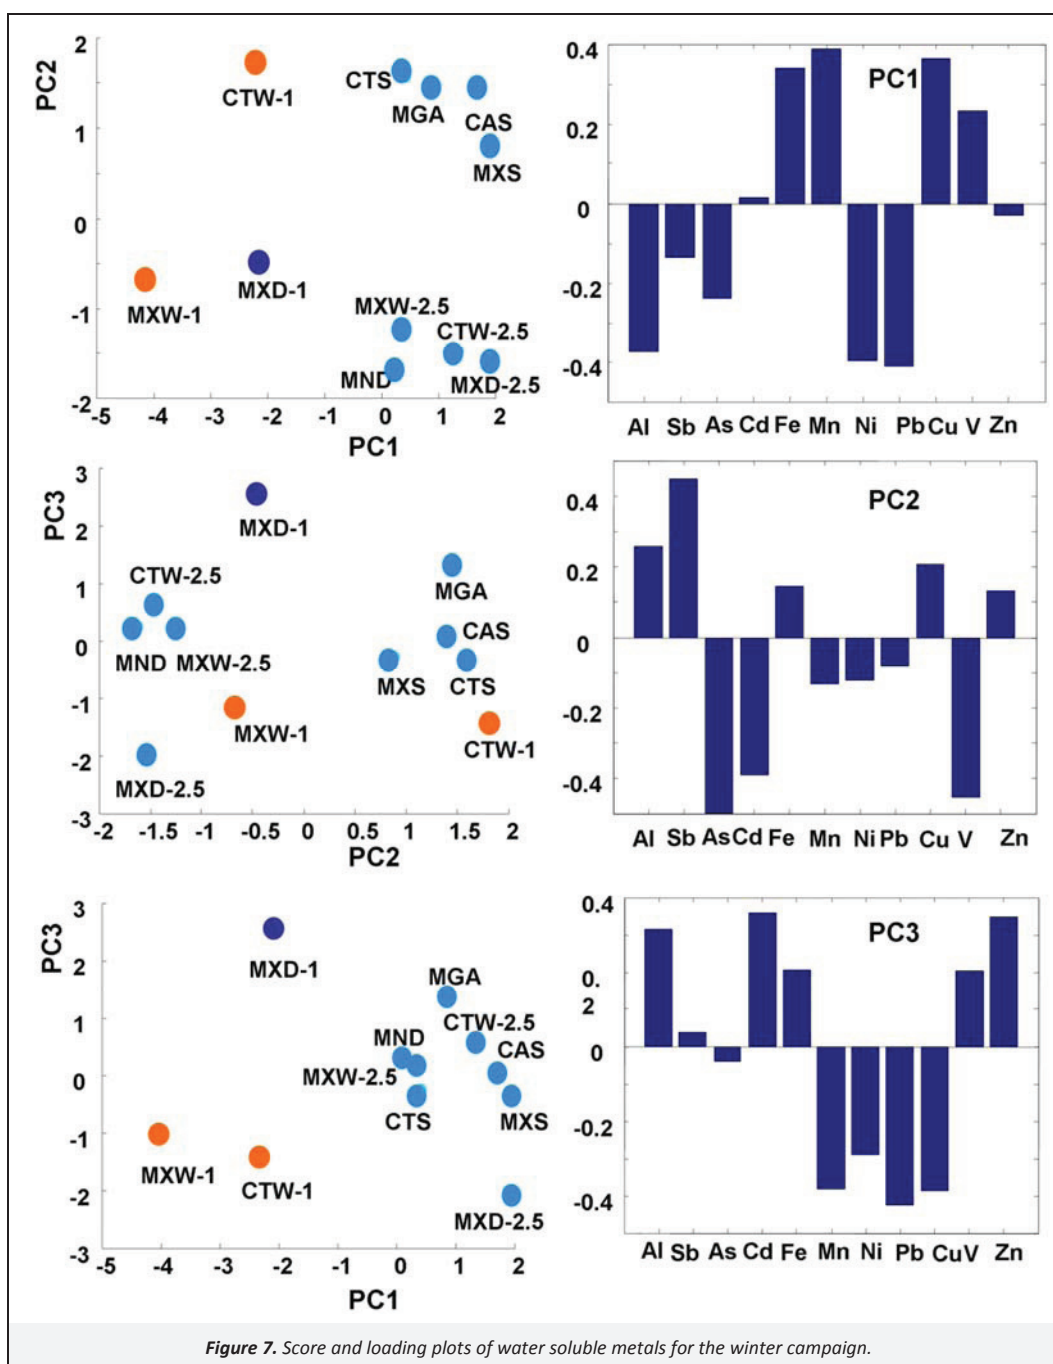 PC2
2
1
0
-1
-2
CTW-1
CTS
MGA
CAS
MXS
MXW-1
MXD-1
MXW-2.5
CTW-2.5
MND
MXD-2.5
-5 -4 -3 -2 -1 0 1 2
PC1
0.4
0.2
0
-0.2
-0.4
PC1
Al Sb As Cd Fe Mn Ni Pb Cu V Zn
PC3
3
2
1
0
-1
-2
-3
MXD-1
CTW-2.5
MGA
CAS
MND MXW-2.5
MXS CTS
MXW-1
CTW-1
MXD-2.5
-2 -1.5 -1 -0.5 0 0.5 1 1.5 2
PC2
0.4
0.2
0
-0.2
-0.4
PC2
Al Sb As Cd Fe Mn Ni Pb Cu V Zn
PC3
3
2
1
0
-1
-2
-3
MXD-1
MGA
CTW-2.5
MND
CAS
MXW-2.5
CTS
MXS
MXW-1
CTW-1
MXD-2.5
-5 -4 -3 -2 -1 0 1 2
PC1
0.4
0.
2
0
-0.2
-0.4
PC3
Al Sb As Cd Fe Mn Ni Pb Cu V Zn
Figure 7. Score and loading plots of water soluble metals for the winter campaign.